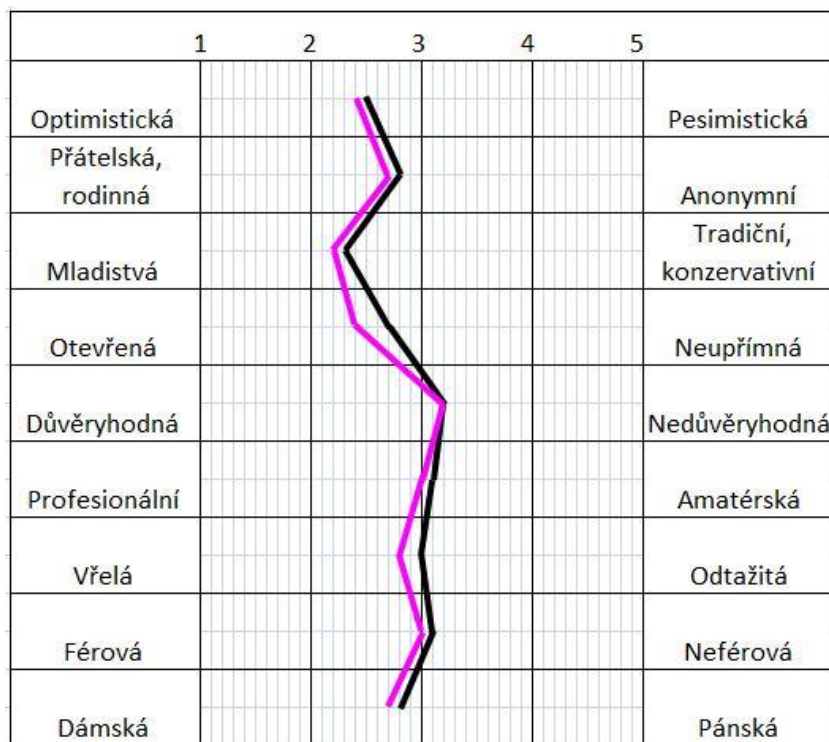 1 2 3 4 5
Optimistická Pesimistická
Přátelská,
rodinná Anonymní
Tradiční,
Mladistvá konzervativní
Otevřená Neupřímná
Důvěryhodná Nedůvěryhodná
Profesionální Amatérská
Vřelá Odtažitá
Férová Neférová
Dámská Pánská